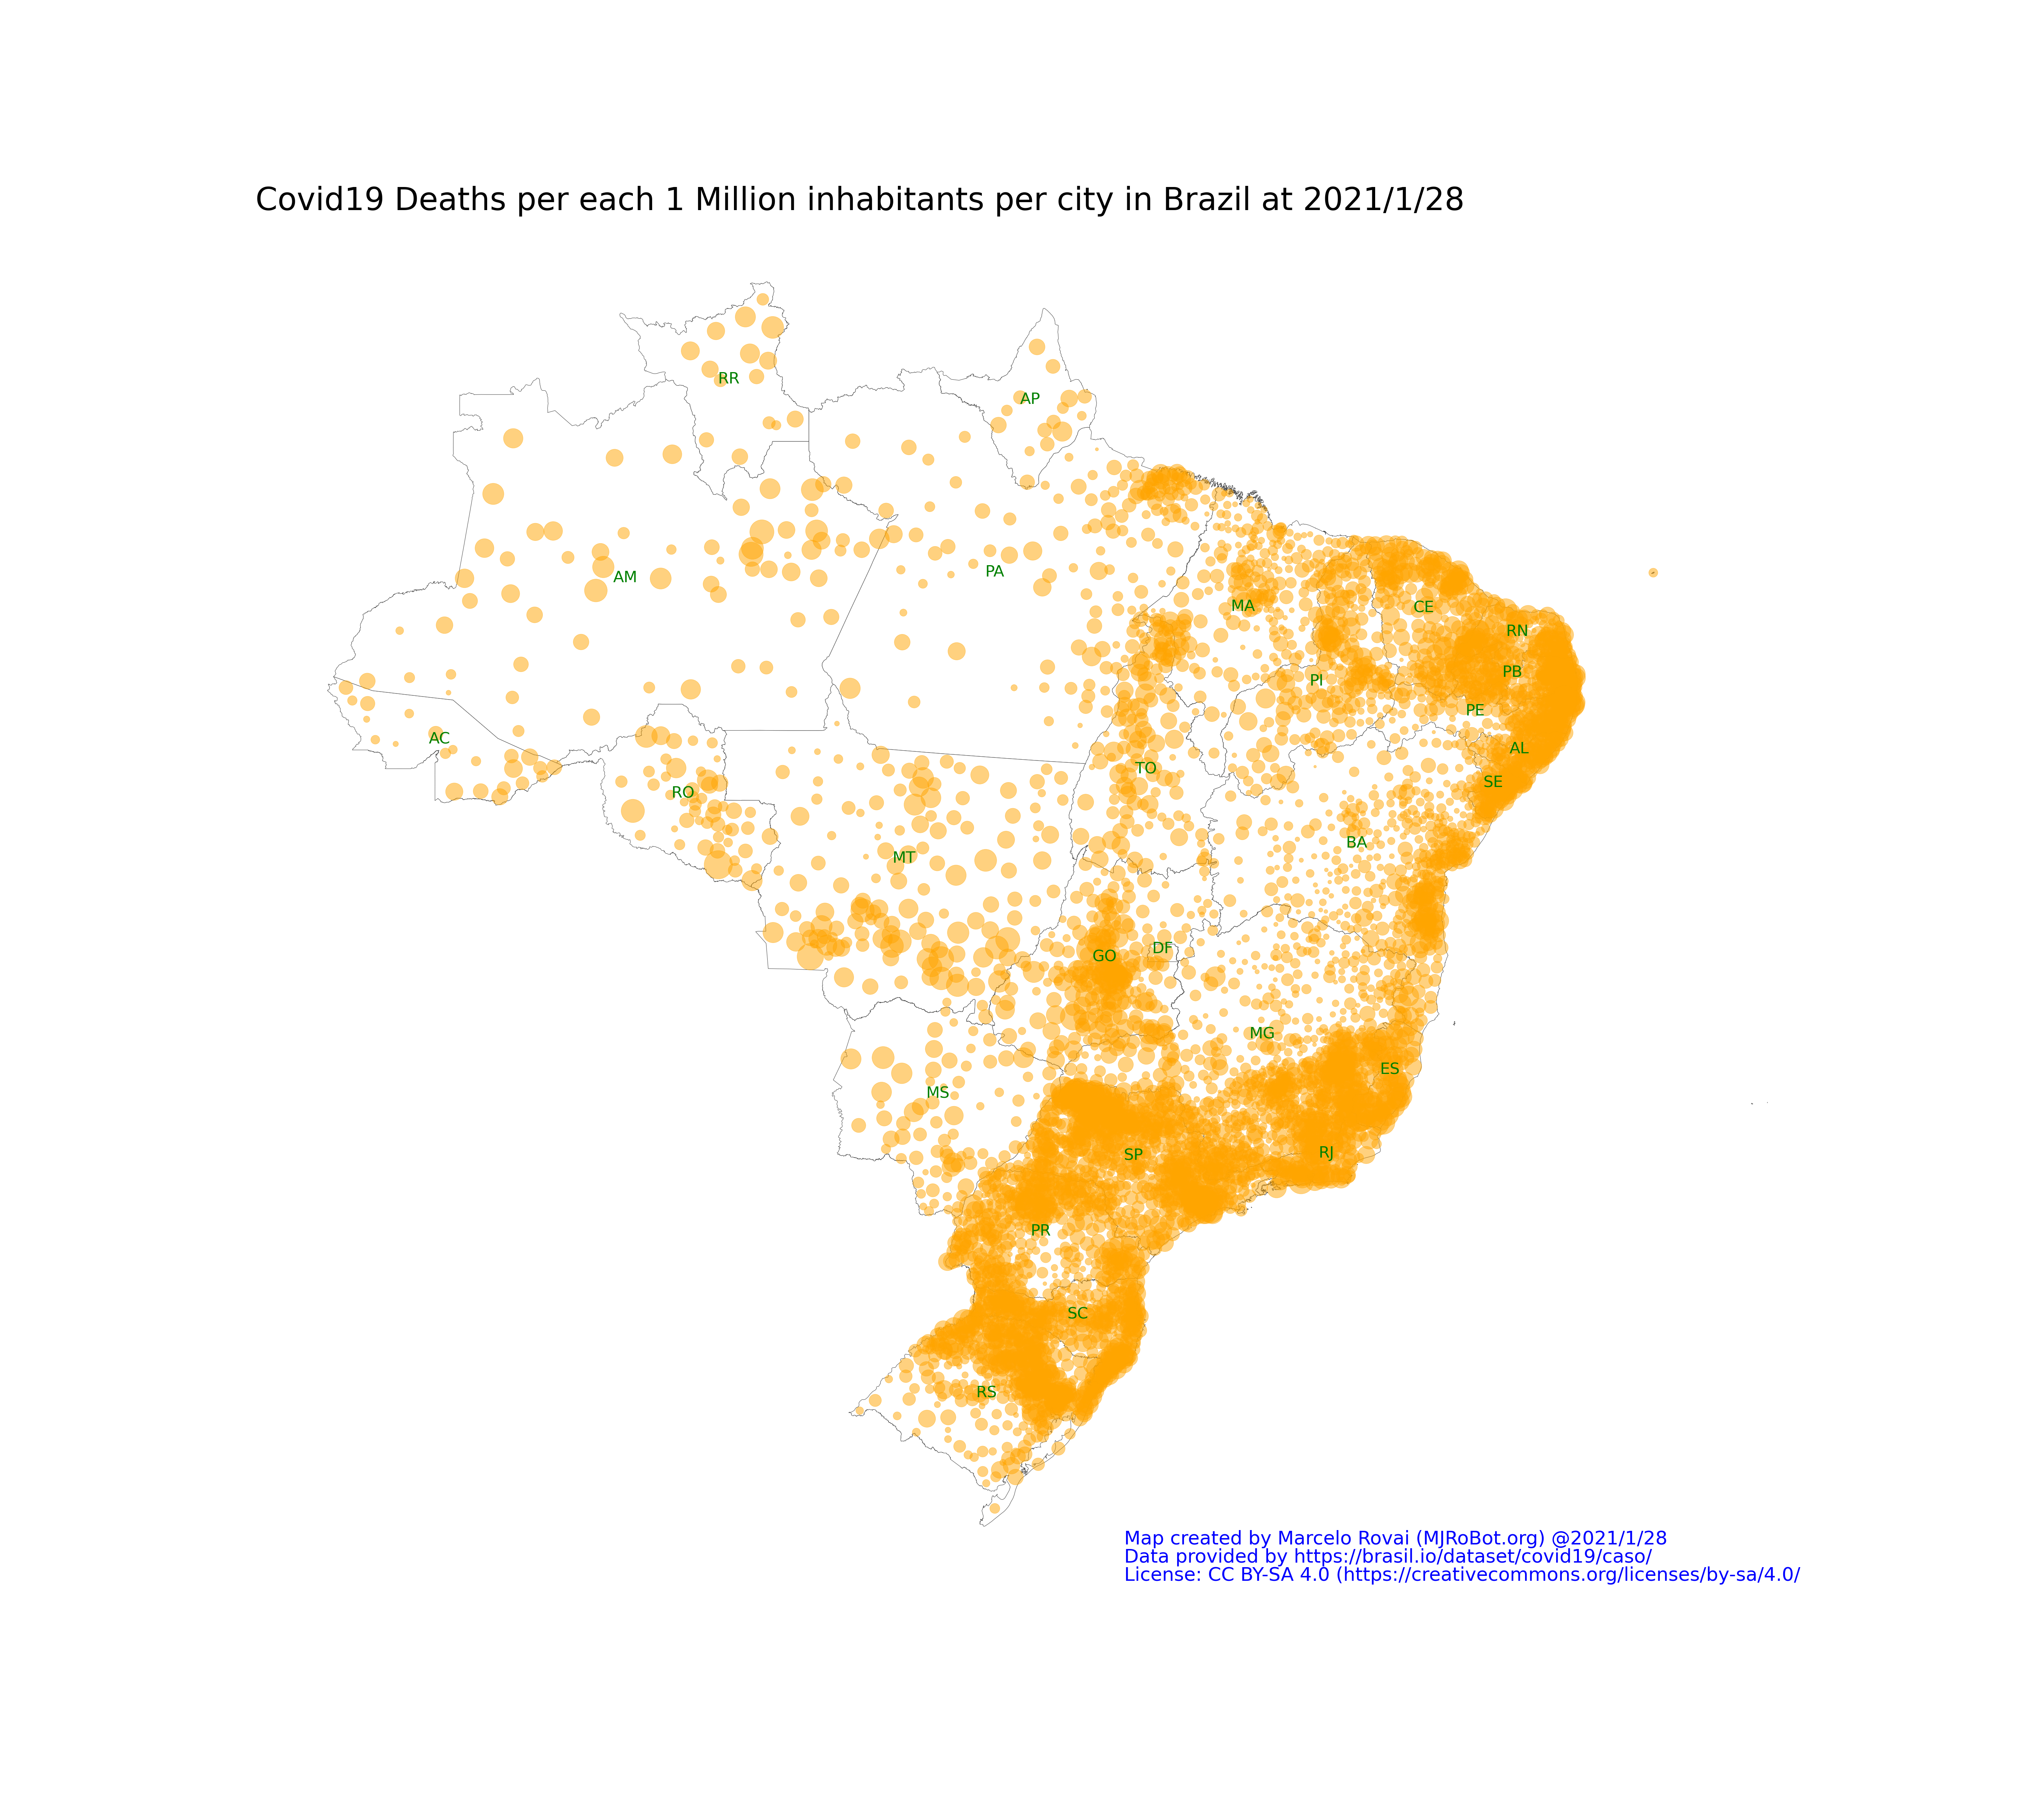 Covid19 Deaths per each 1 Million inhabitants per city in Brazil at 2021/1/28
RR
AP
AM
PA
MA
CE
RN
PB
PI
PE
AC
AL
TO
SE
RO
BA
MT
DF
GO
MG
ES
MS
RJ
SP
PR
SC
RS
Map created by Marcelo Rovai (MJRoBot.org) @2021/1/28
Data provided by https://brasil.io/dataset/covid19/caso/
License: CC BY-SA 4.0 (https://creativecommons.org/licenses/by-sa/4.0/